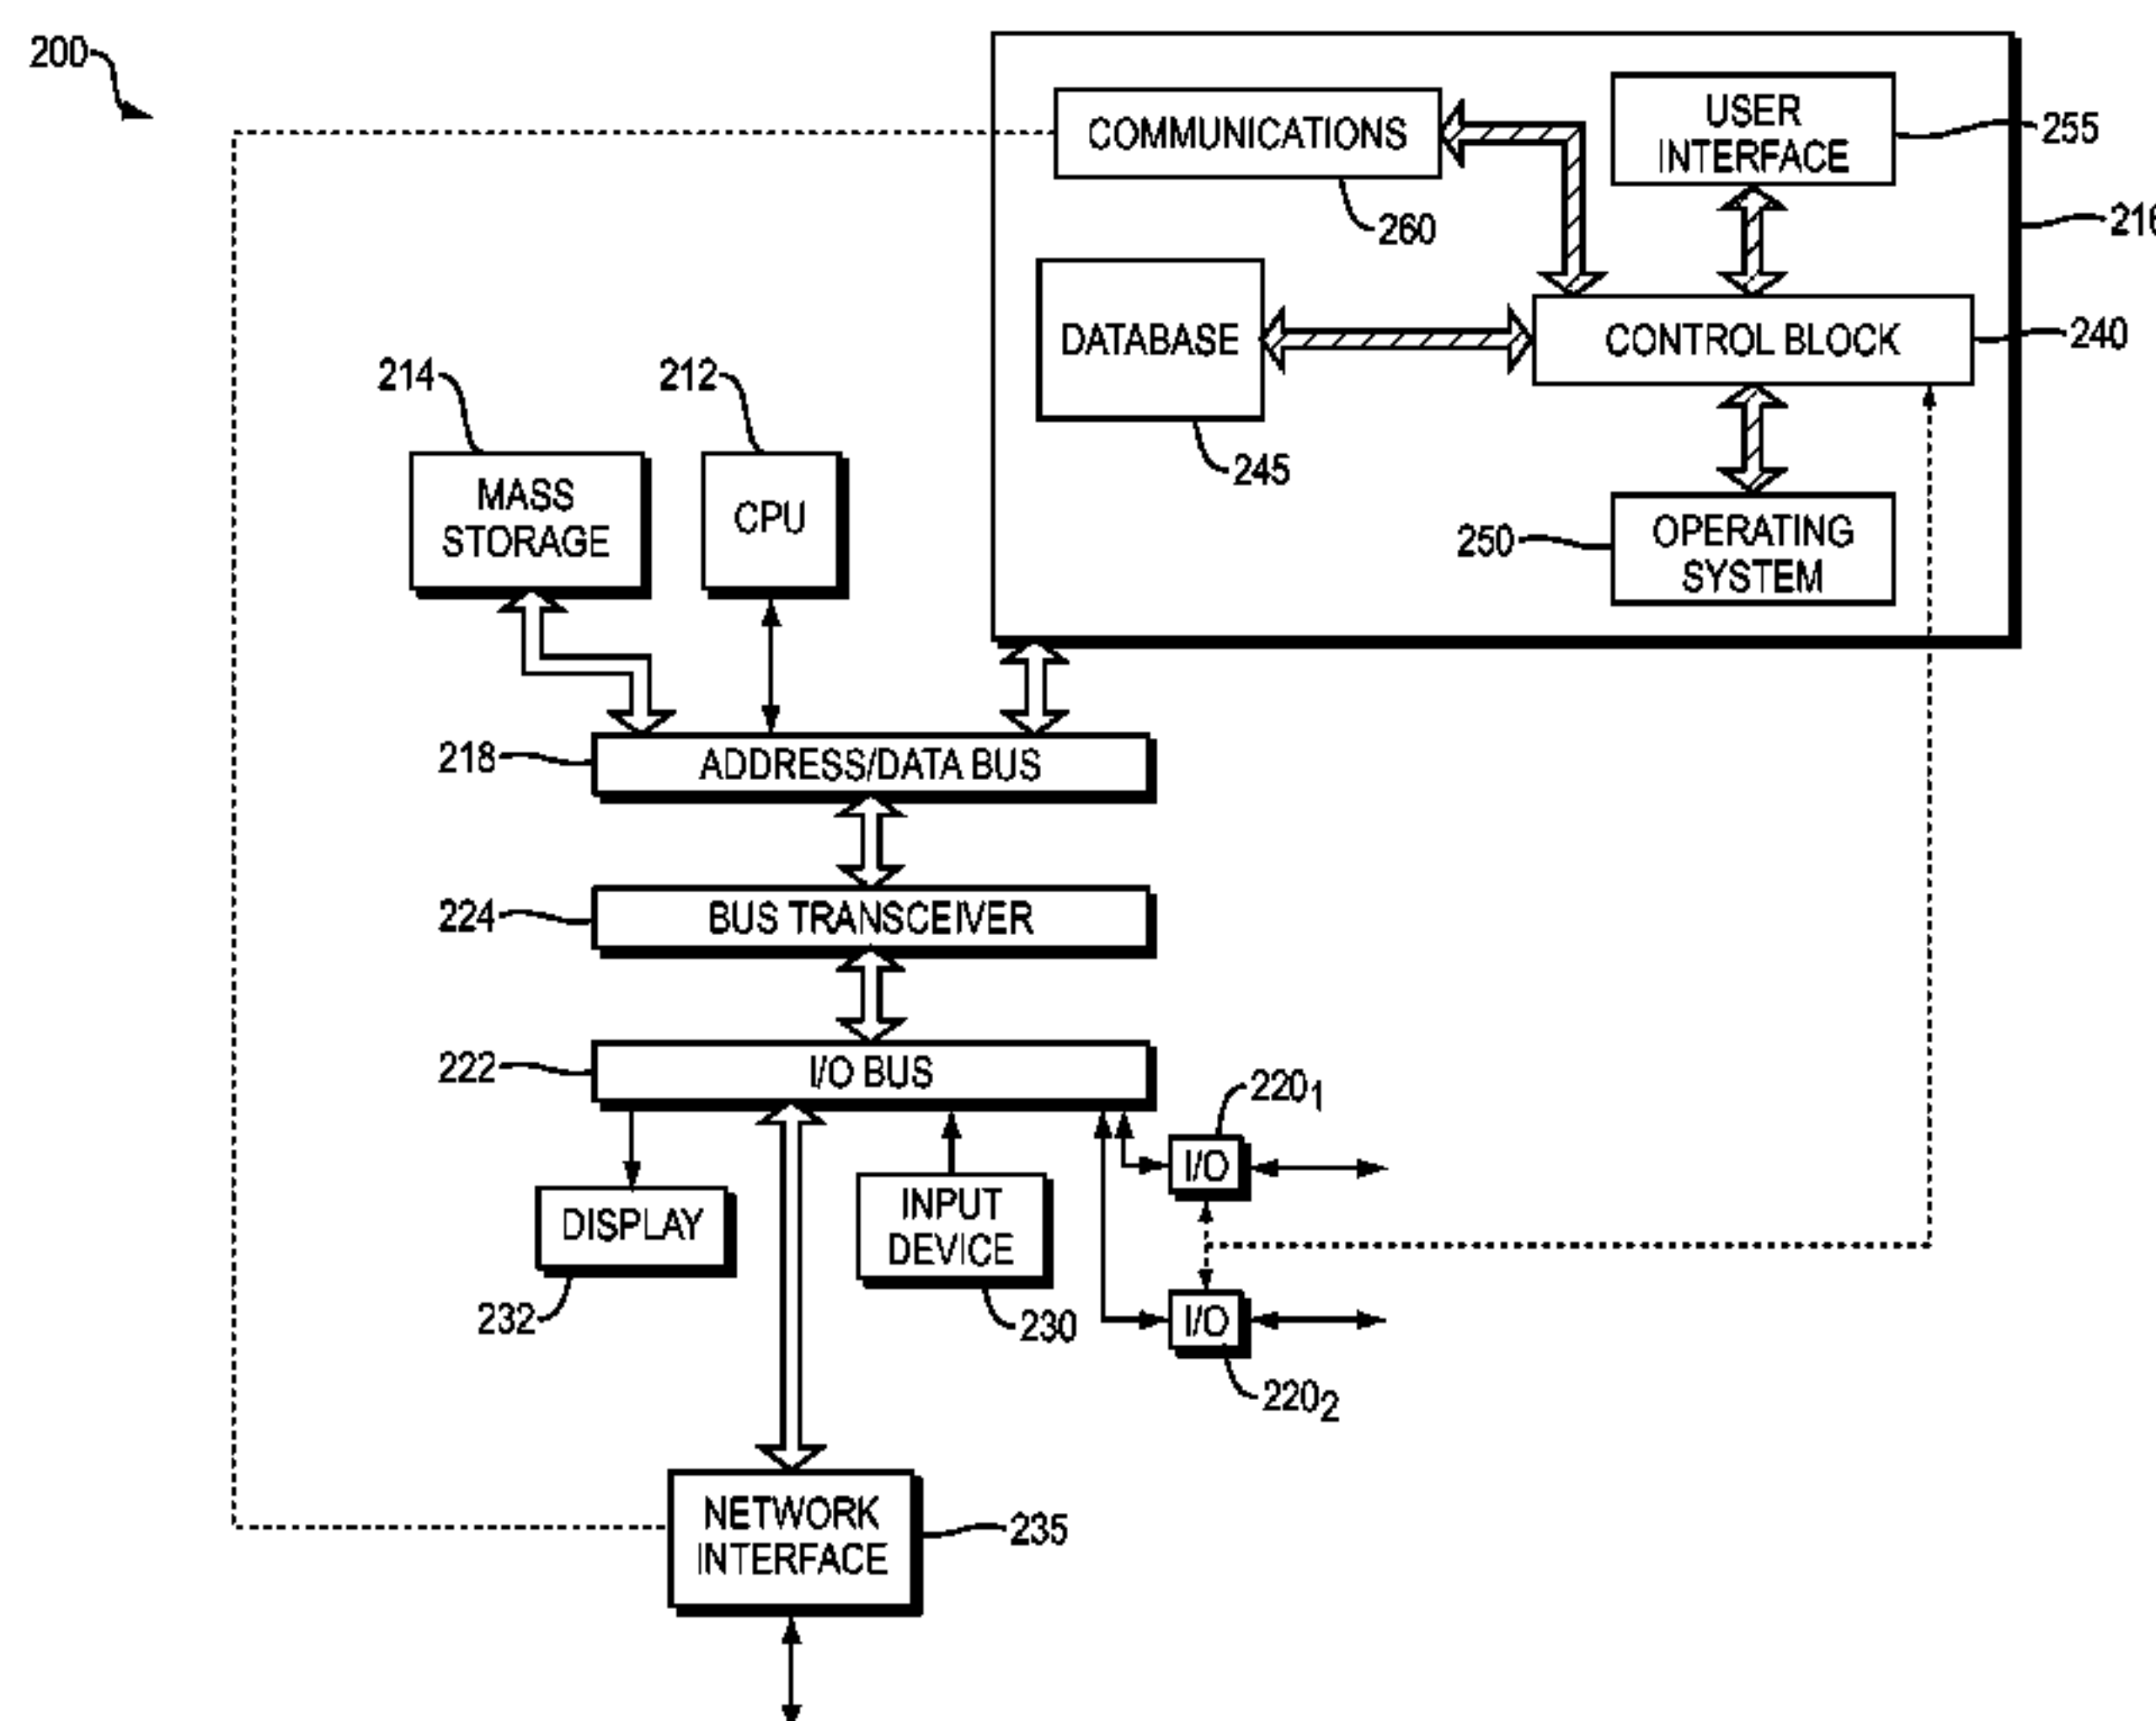 200
COMMUNICATIONS
USER
INTERFACE
255
216
260
DATABASE
CONTROL BLOCK
240
214
212
245
MASS
STORAGE
CPU
250
OPERATING
SYSTEM
218
ADDRESS/DATA BUS
224
BUS TRANSCEIVER
222
I/O BUS
220₁
I/O
DISPLAY
INPUT
DEVICE
232
230
I/O
220₂
NETWORK
INTERFACE
235